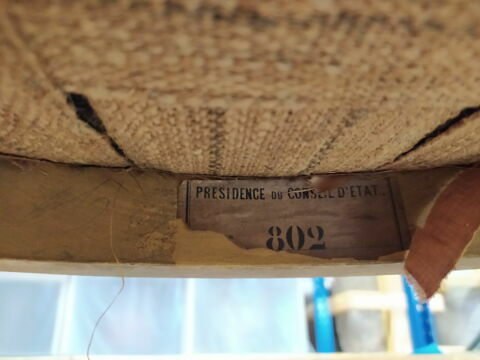 PRESIDENCE DU CONSEIL D'ETAT.
802